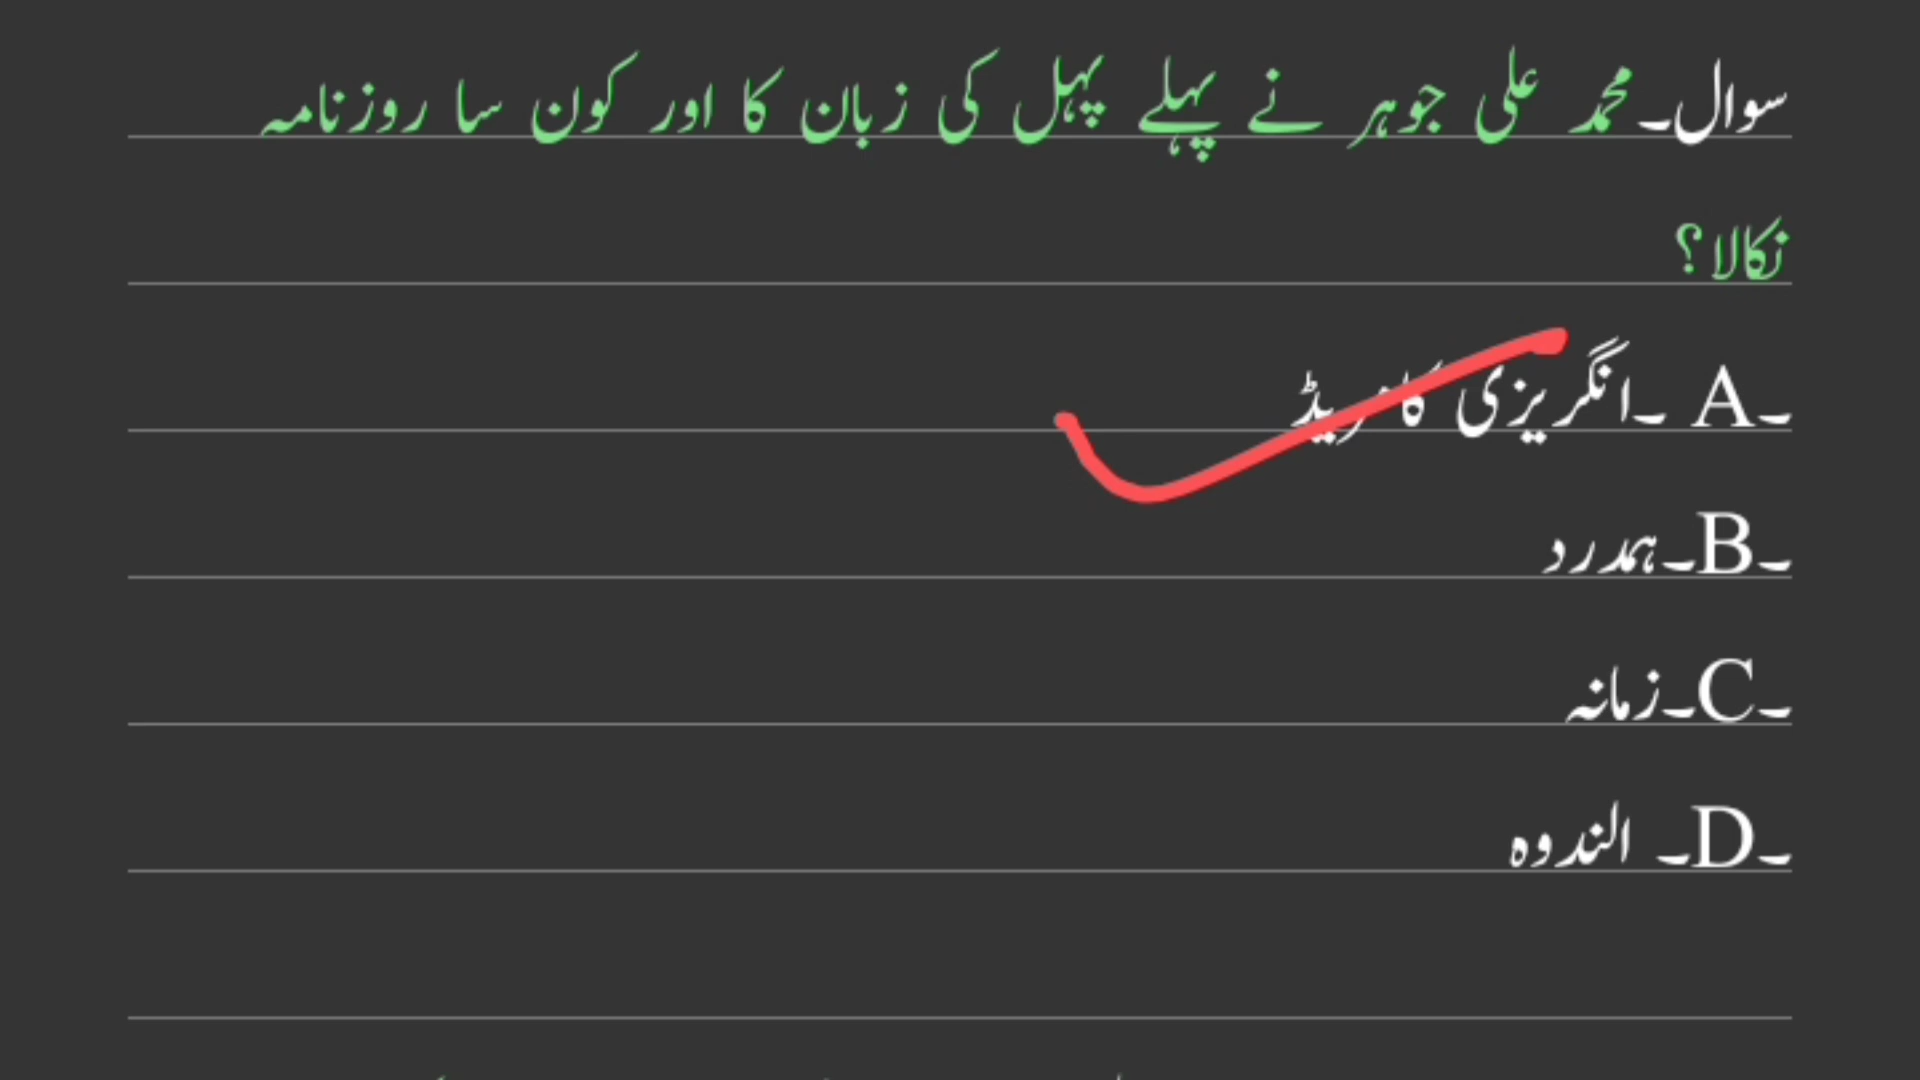 سوال۔محمد علی جوہر نے پہلے پہل کی زبان کا اور کون سا روزنامہ
نکالا؟
۔A ۔انگریزی کامریڈ
۔B۔ہمدرد
۔C۔زمانہ
۔D۔ الندوہ